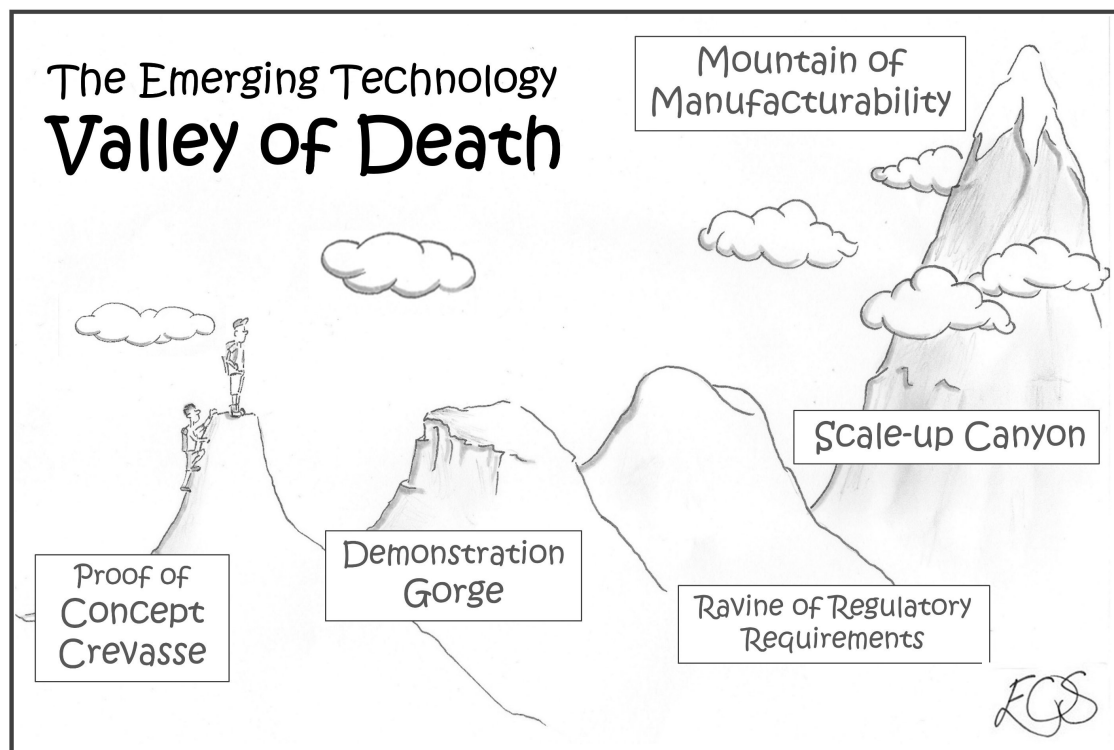 The Emerging Technology
Valley of Death
Mountain of
Manufacturability
Scale-up Canyon
Demonstration
Gorge
Proof of
Concept
Crevasse
Ravine of Regulatory
Requirements
EGS